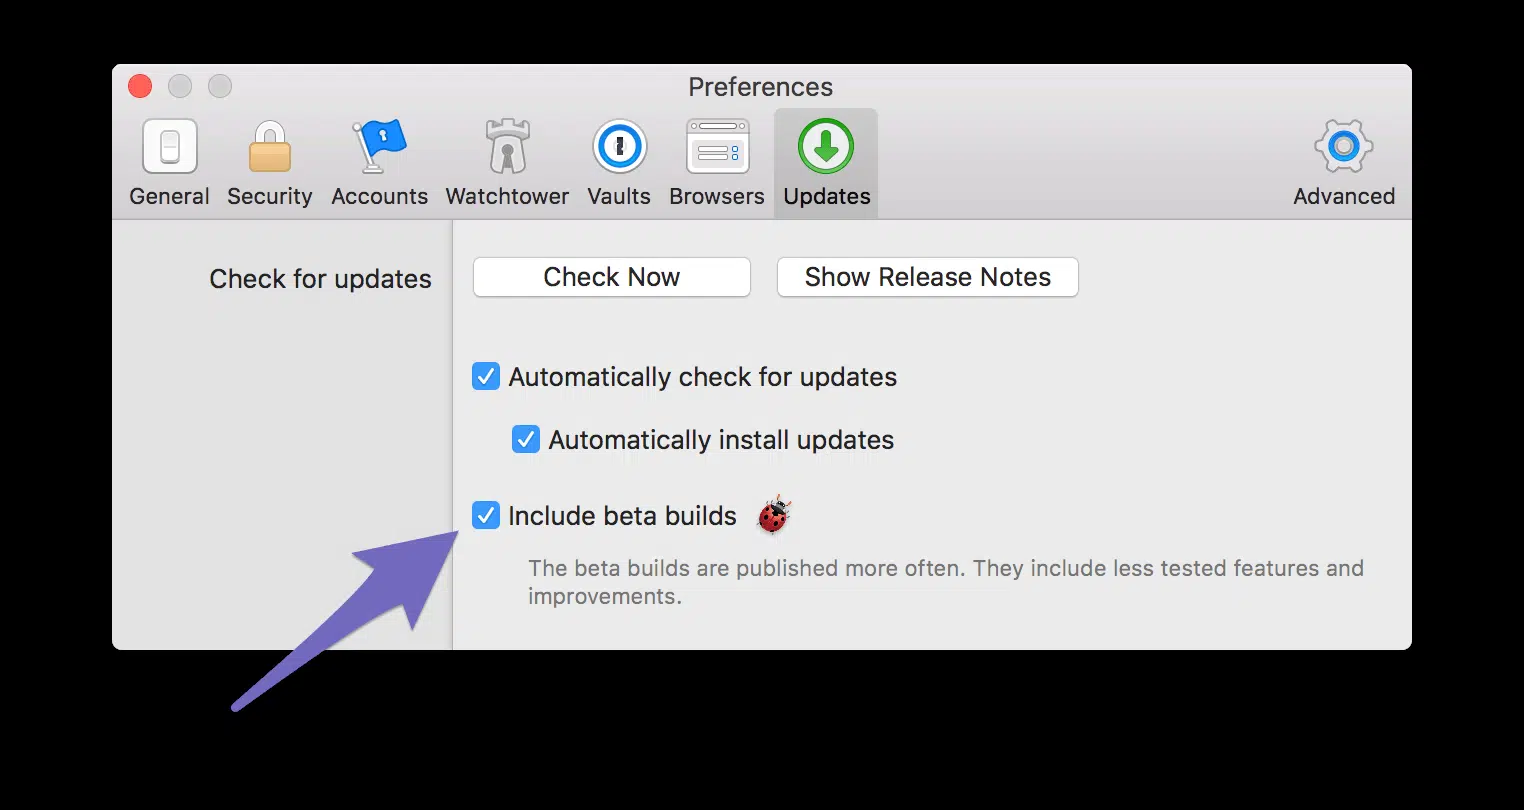 Preferences
General Security Accounts Watchtower Vaults Browsers Updates Advanced
Check for updates Check Now Show Release Notes
Automatically check for updates
Automatically install updates
Include beta builds
The beta builds are published more often. They include less tested features and
improvements.